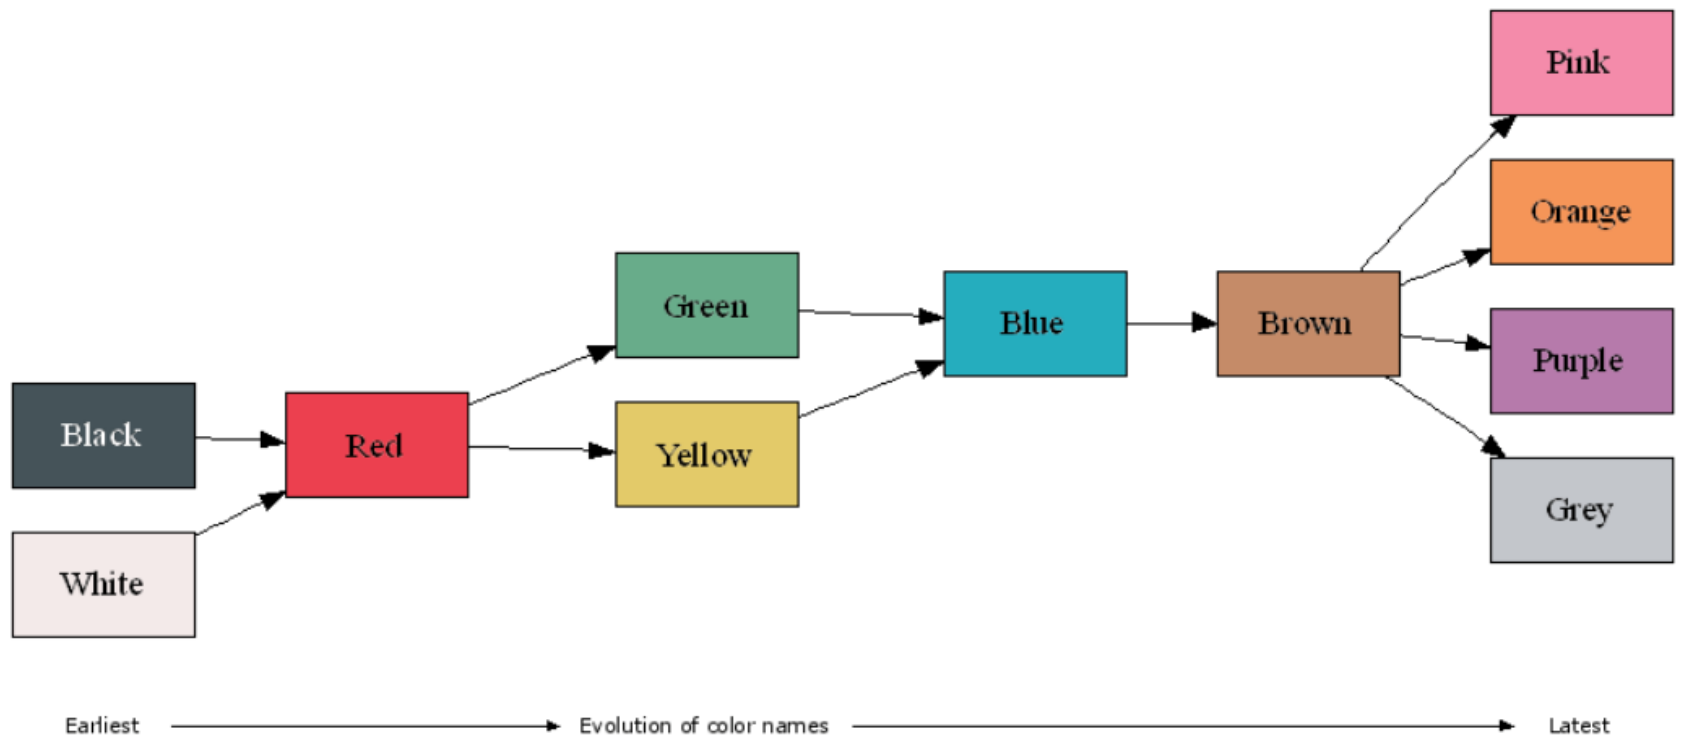 Black
White
Red
Green
Yellow
Blue
Brown
Pink
Orange
Purple
Grey
Earliest
Evolution of color names
Latest